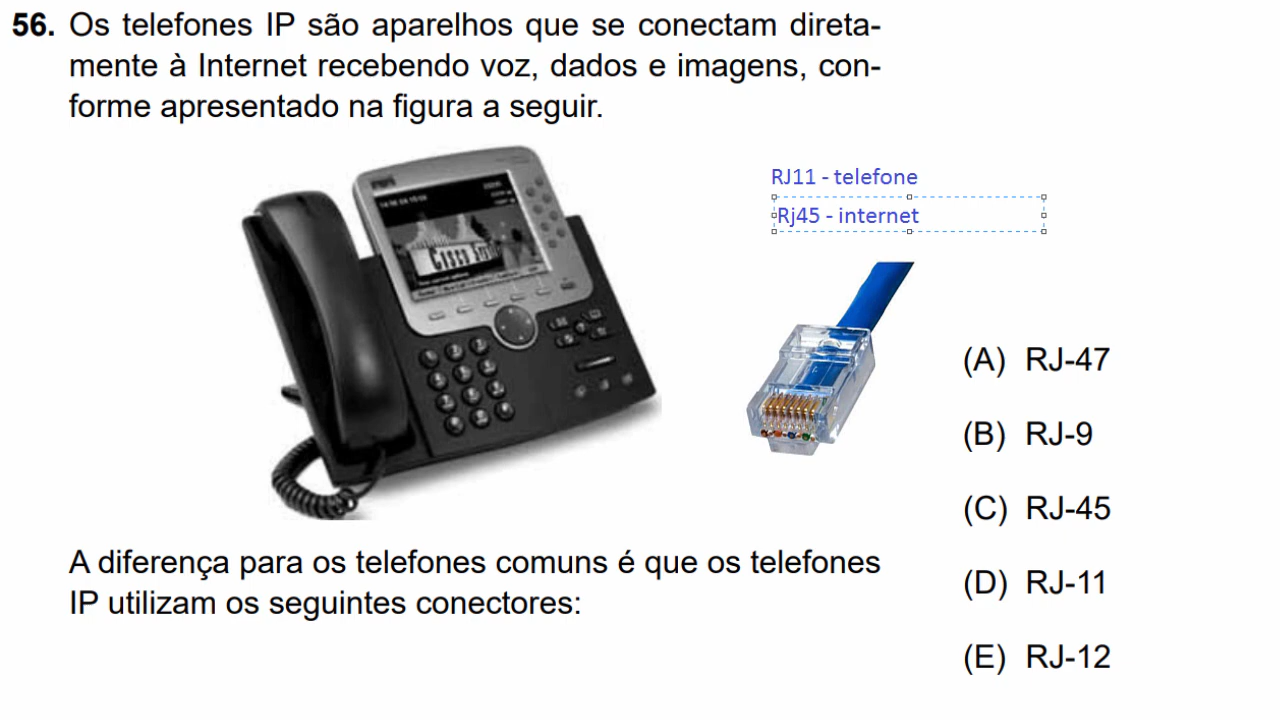 56. Os telefones IP são aparelhos que se conectam direta-
mente à Internet recebendo voz, dados e imagens, con-
forme apresentado na figura a seguir.
RJ11 - telefone
Rj45 - internet
(A) RJ-47
(B) RJ-9
(C) RJ-45
A diferença para os telefones comuns é que os telefones
IP utilizam os seguintes conectores:
(D) RJ-11
(E) RJ-12